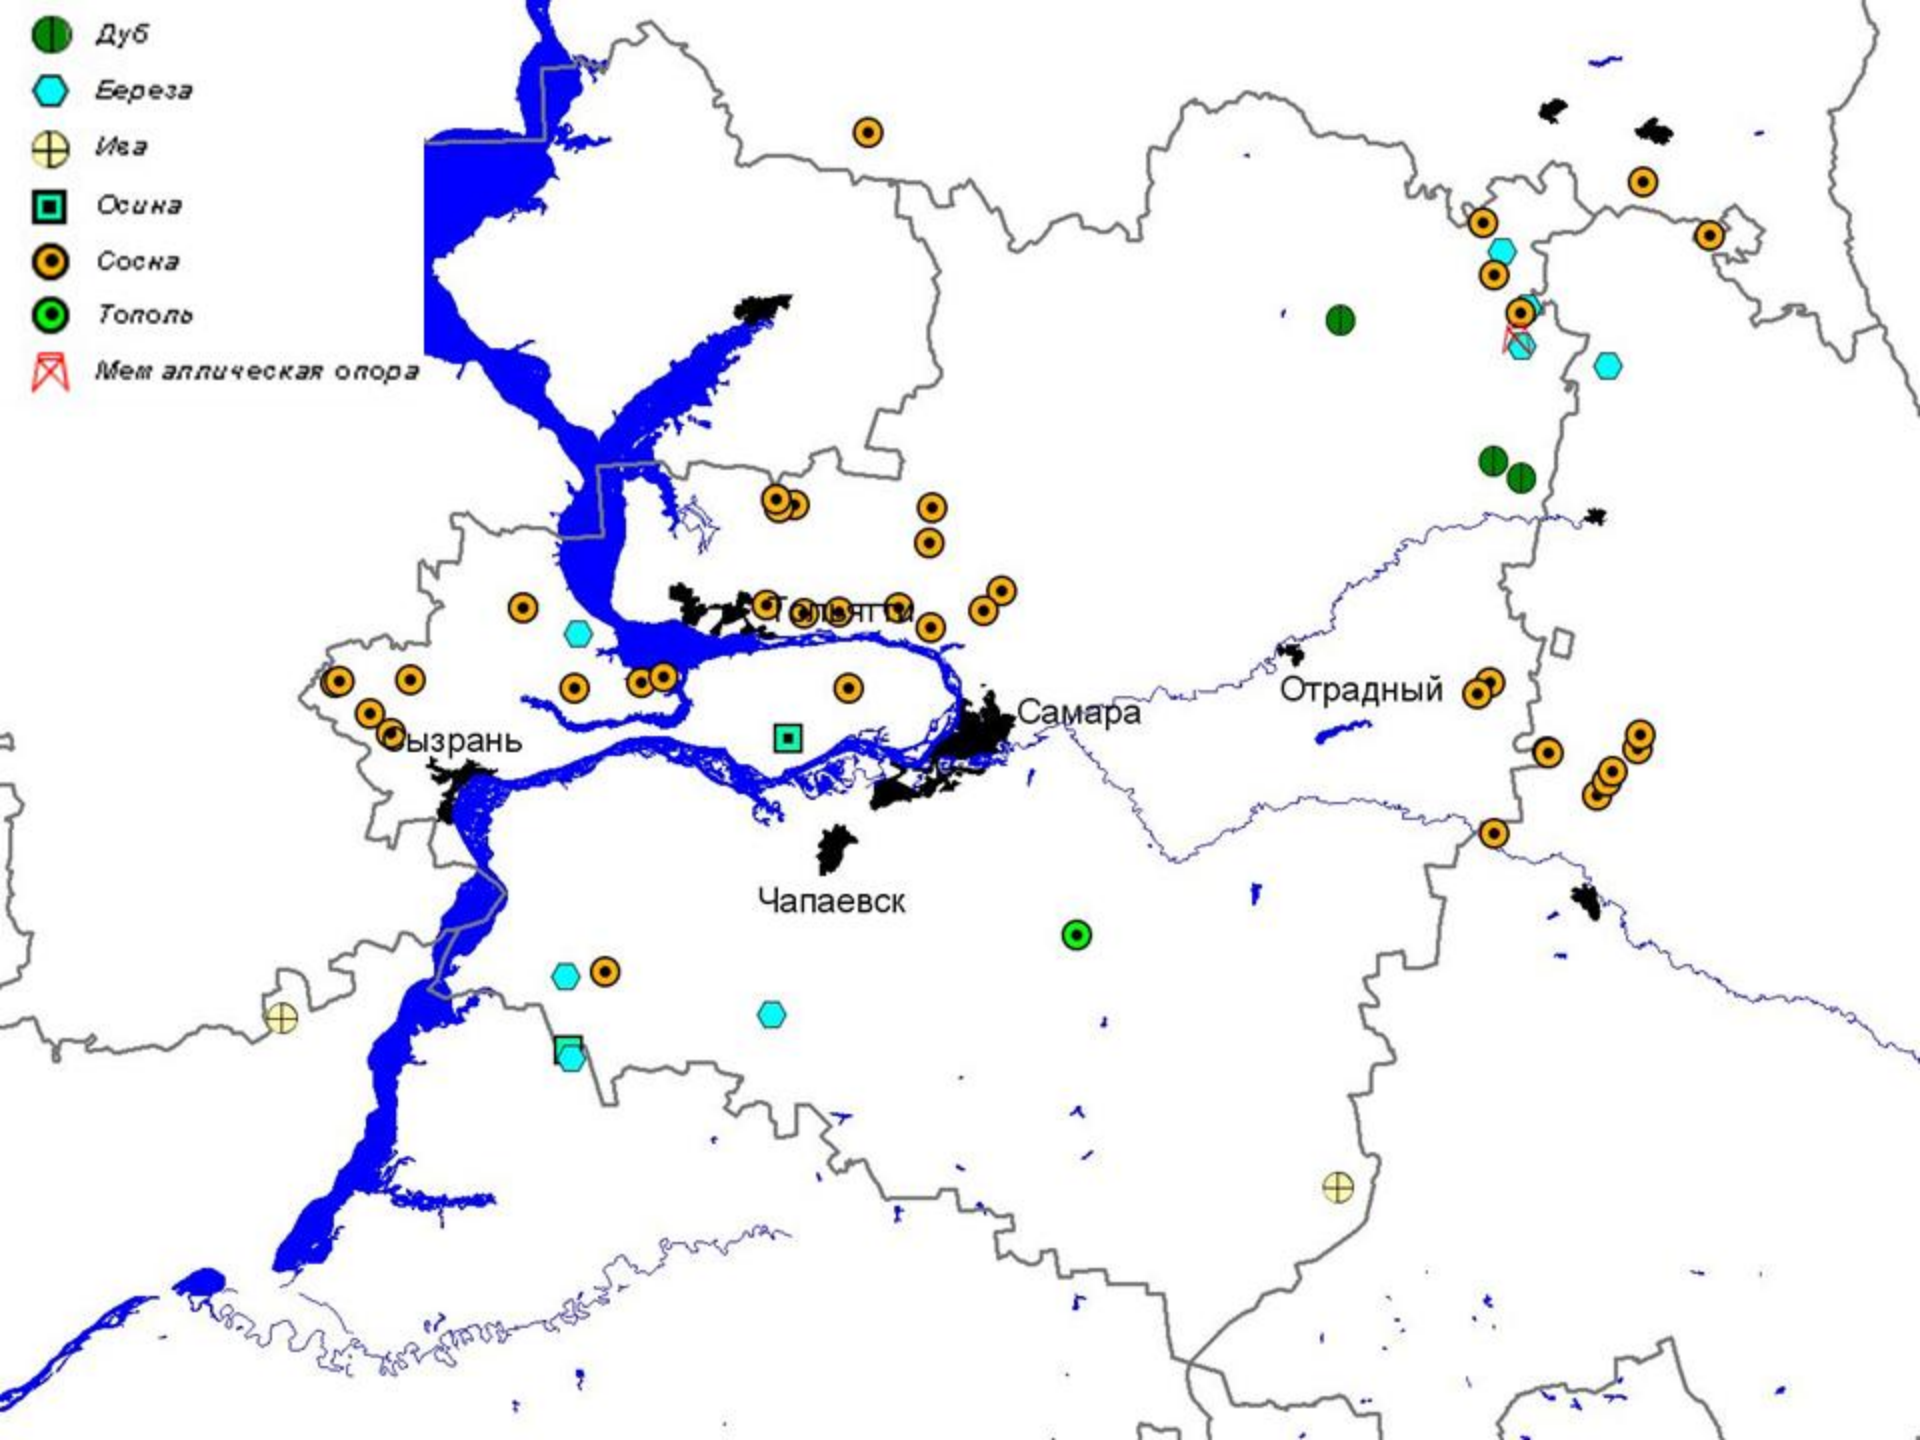 Дуб
Береза
Ива
Осина
Сосна
Тополь
Металлическая опора
Тольятти
Отрадный
Самара
Сызрань
Чапаевск